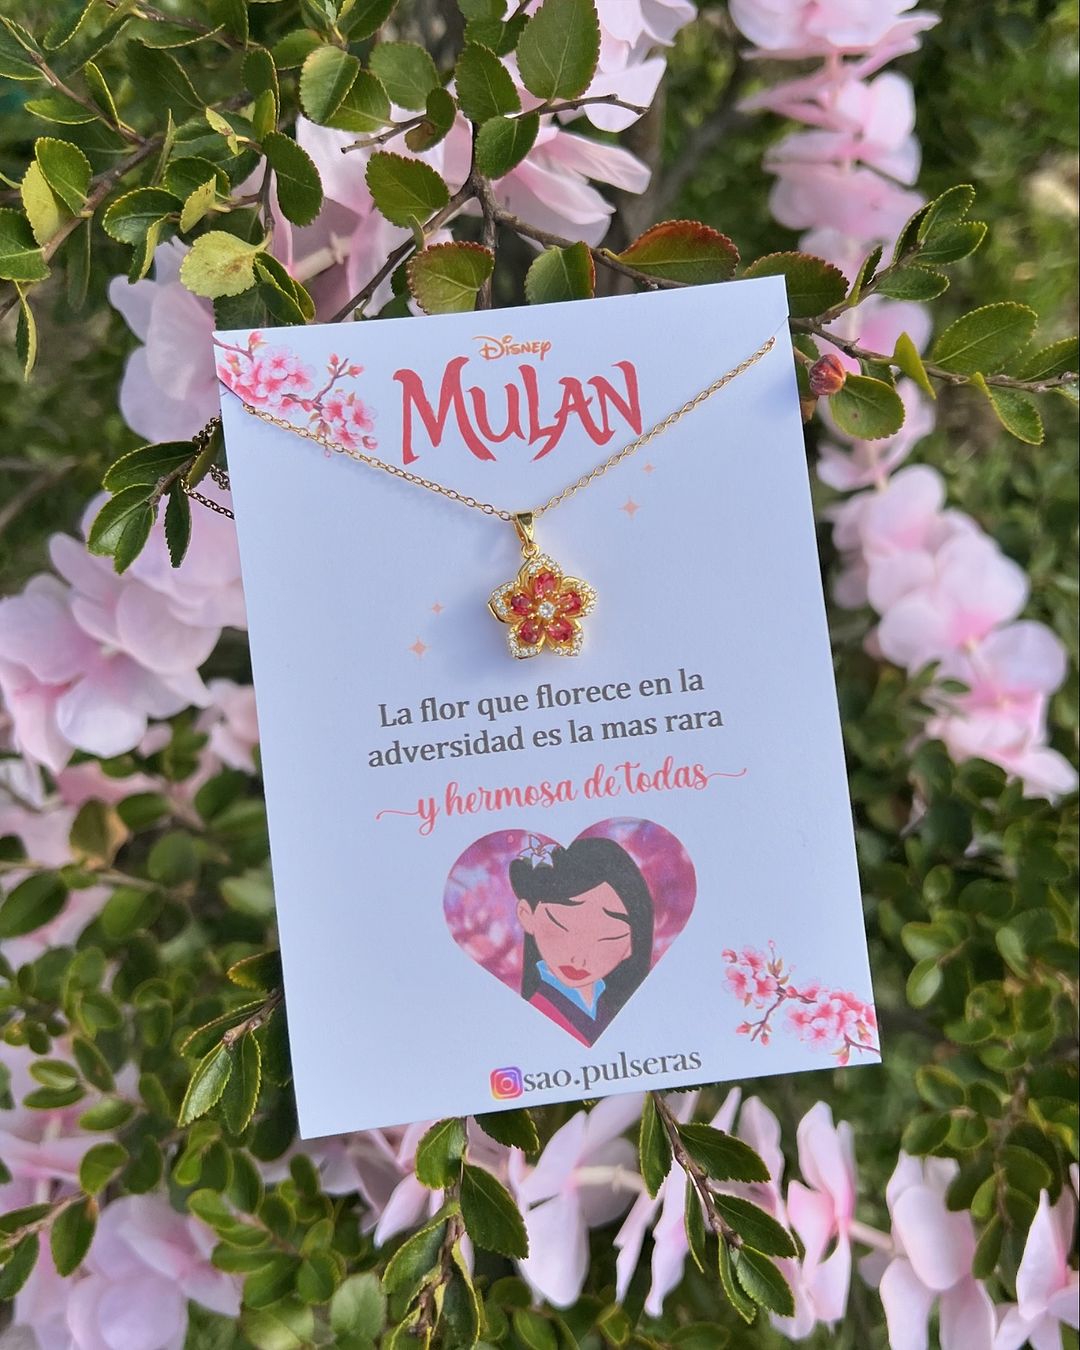 Disney
MULAN
La flor que florece en la
adversidad es la mas rara
y hermosa de todas
sao.pulseras